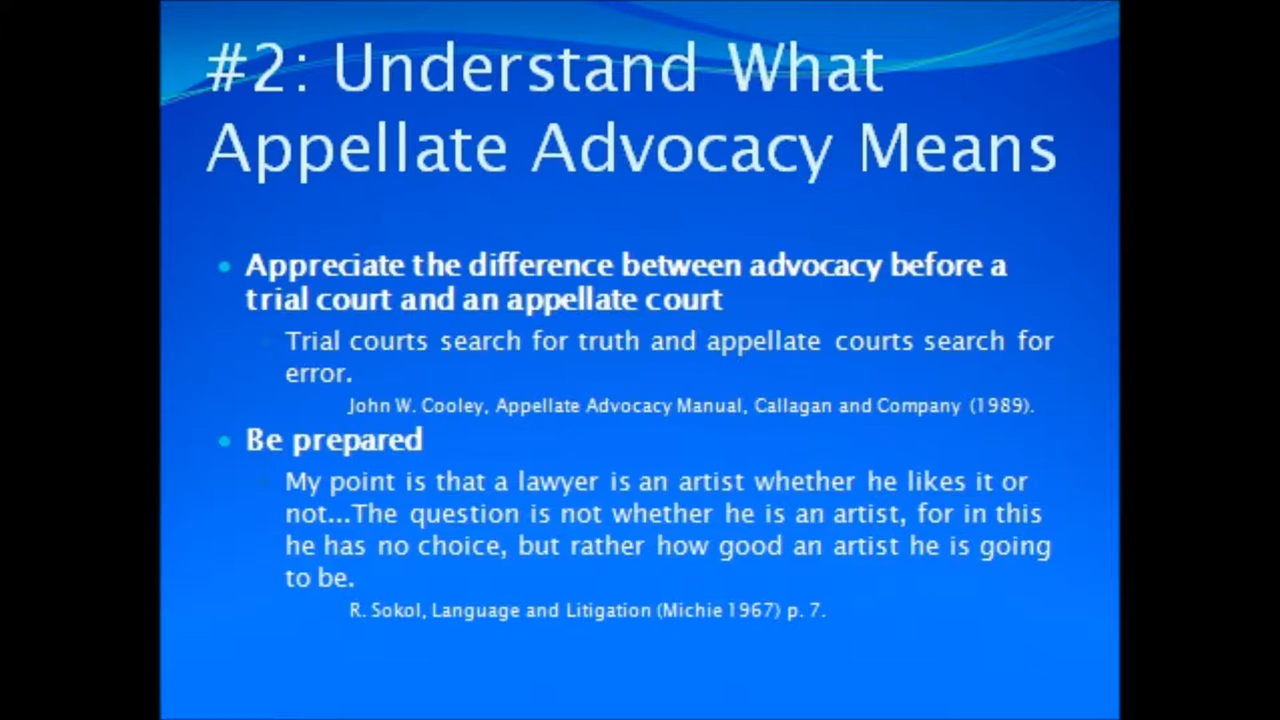 #2: Understand What
Appellate Advocacy Means
Appreciate the difference between advocacy before a
trial court and an appellate court
Trial courts search for truth and appellate courts search for
error.
John W. Cooley, Appellate Advocacy Manual, Callagan and Company (1989).
Be prepared
My point is that a lawyer is an artist whether he likes it or
not...The question is not whether he is an artist, for in this
he has no choice, but rather how good an artist he is going
to be.
R. Sokol, Language and Litigation (Michie 1967) p. 7.